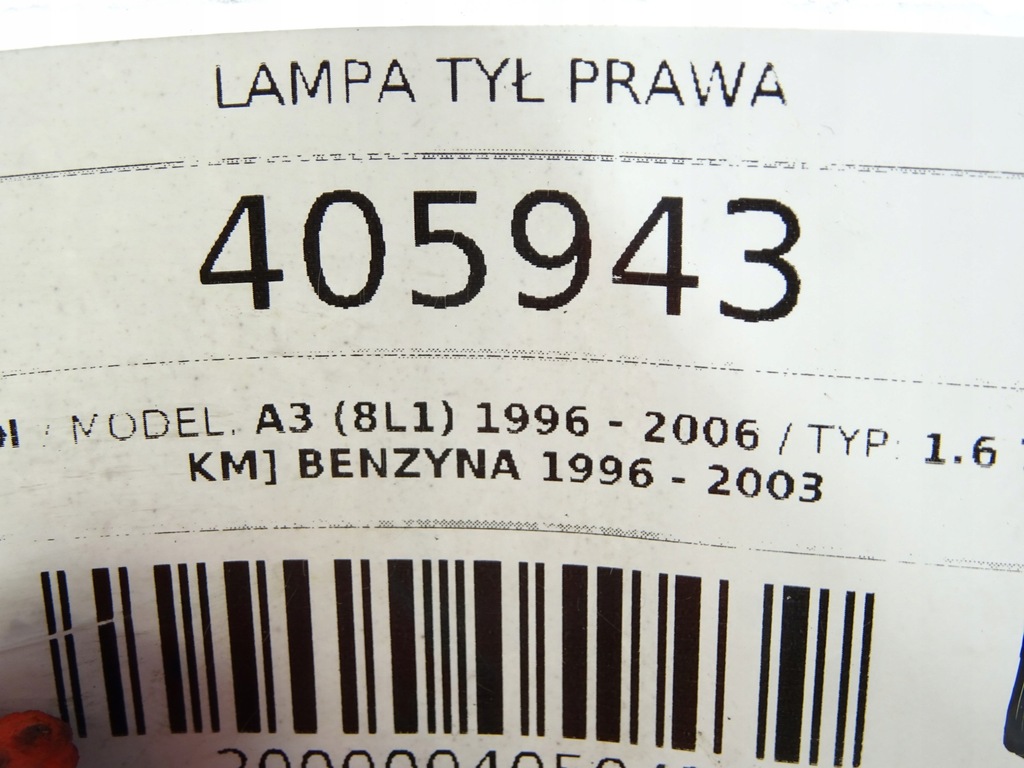 LAMPA TYŁ PRAWA
405943
/ MODEL: A3 (8L1) 1996 - 2006 / TYP: 1.6
KM] BENZYNA 1996 - 2003